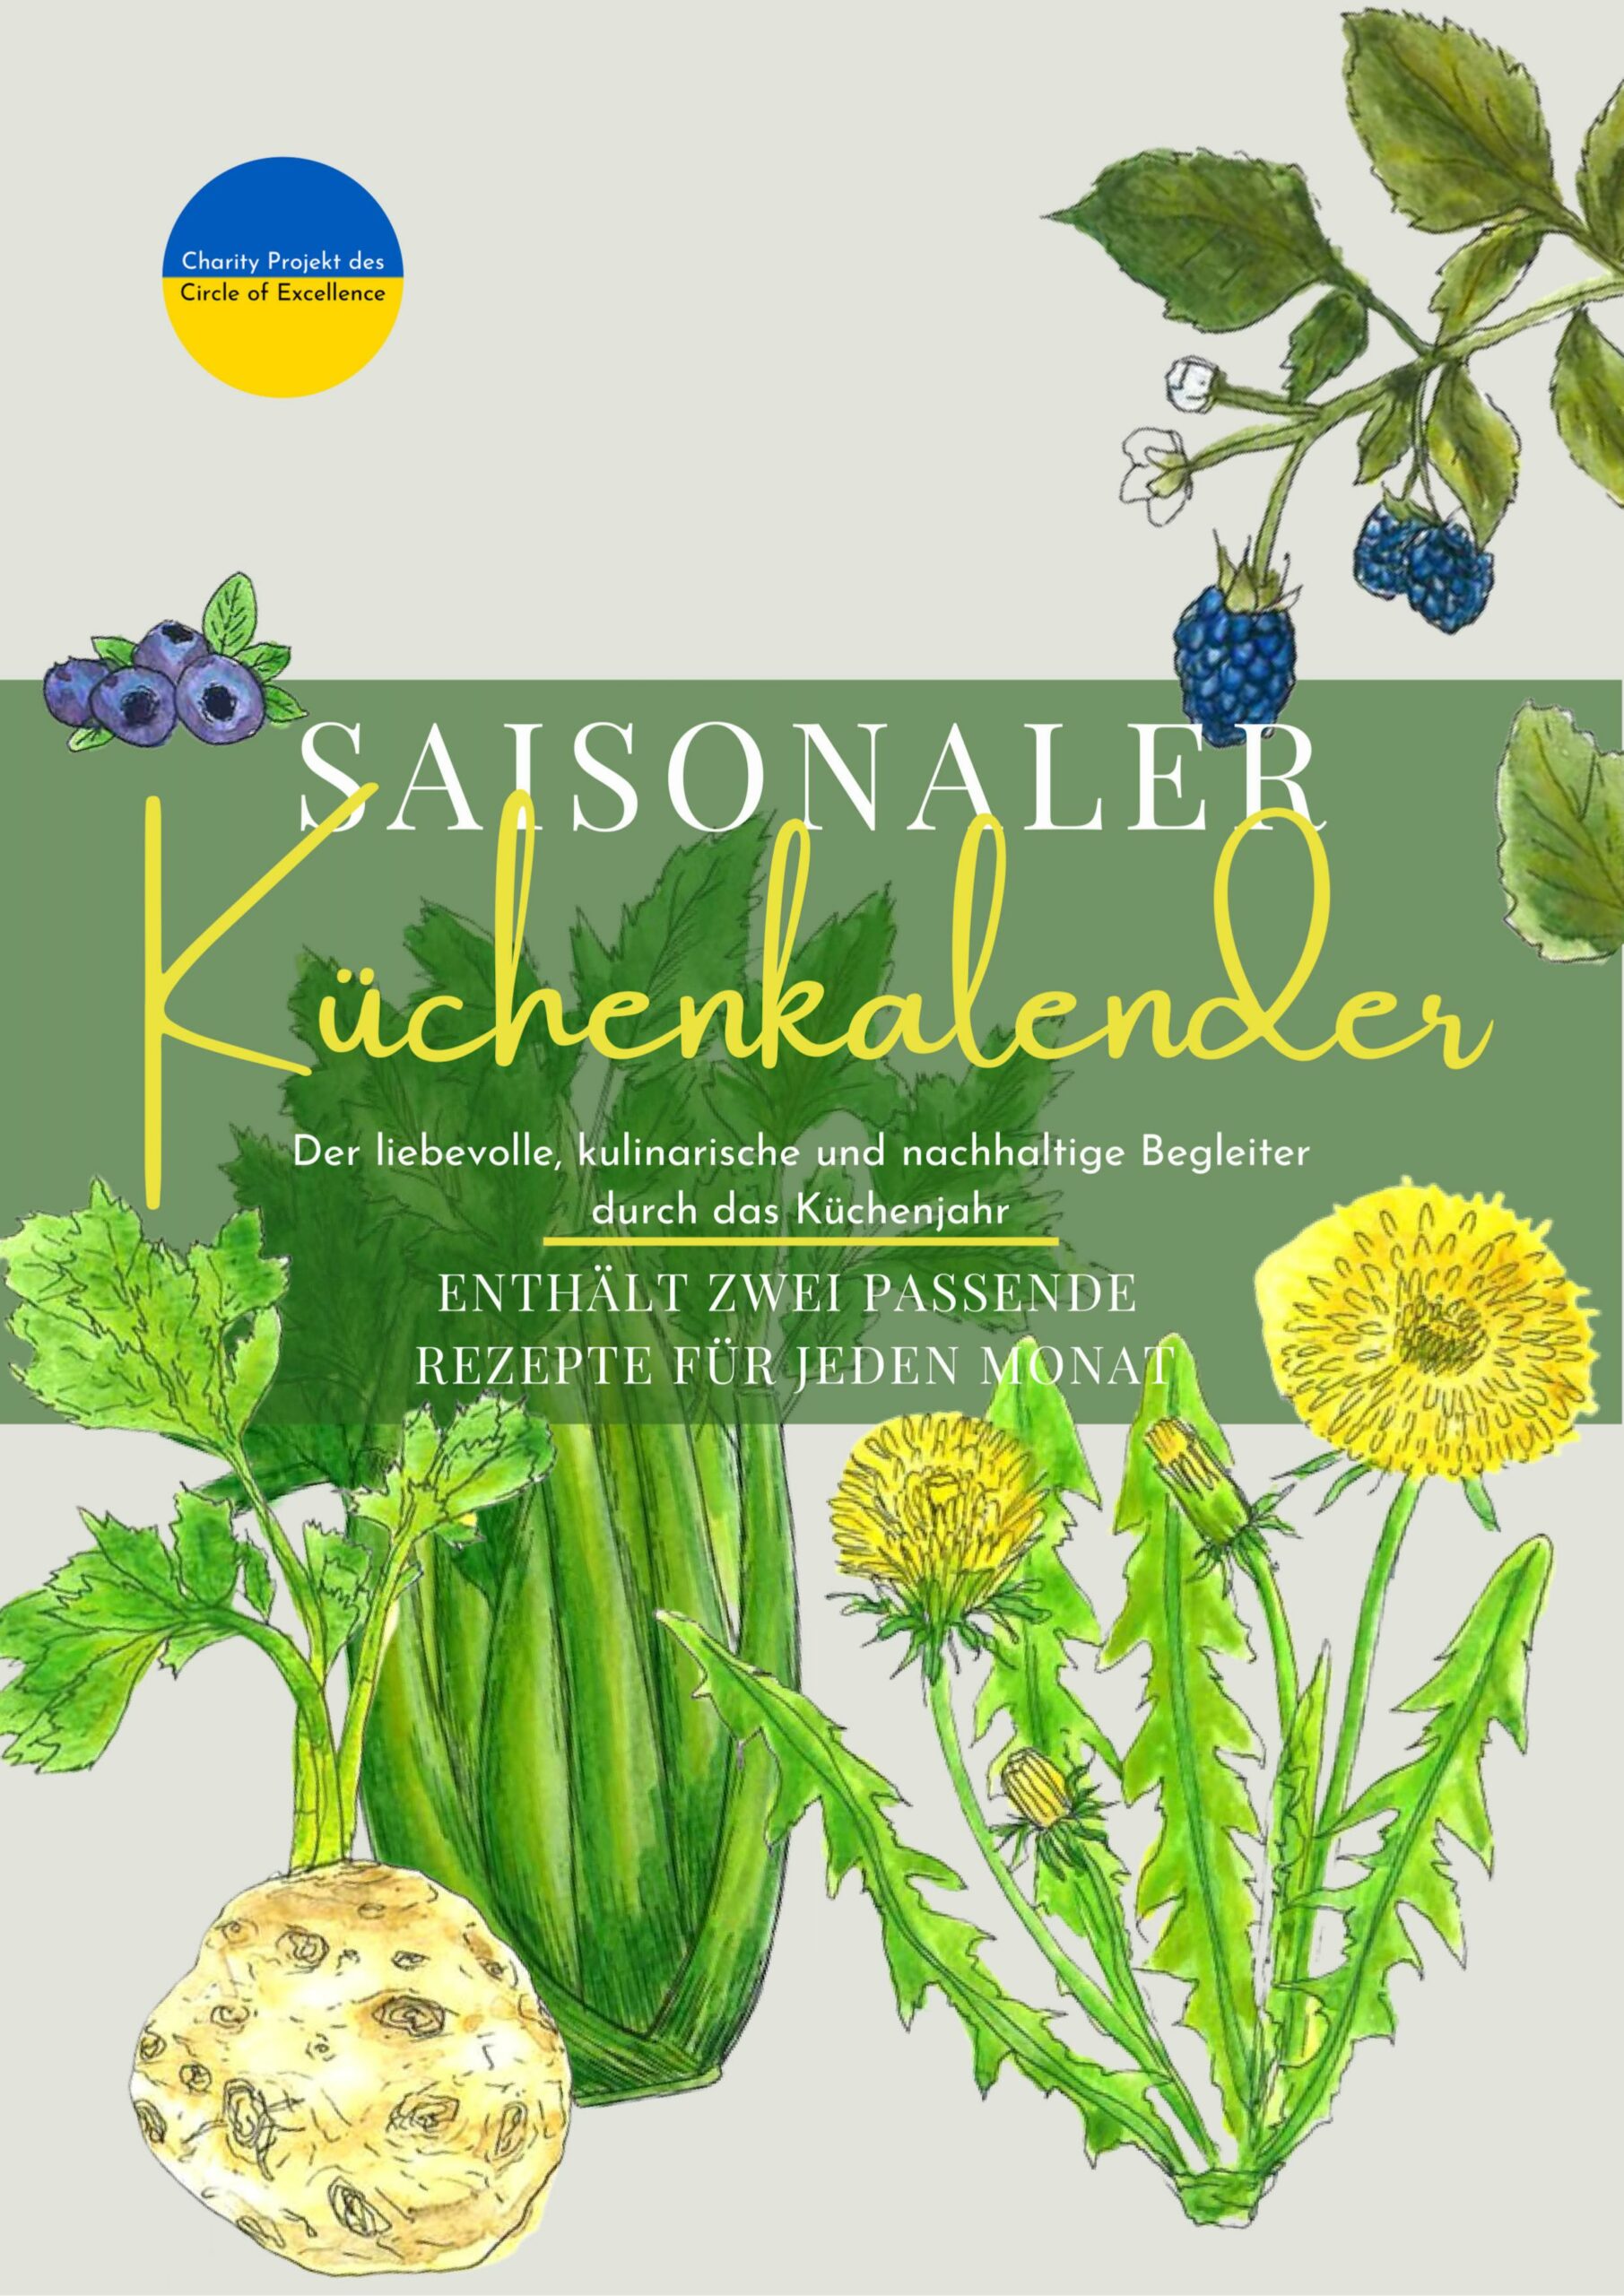 Charity Projekt des
Circle of Excellence
SAISONALER
Küchenkalender
Der liebevolle, kulinarische und nachhaltige Begleiter
durch das Küchenjahr
ENTHÄLT ZWEI PASSENDE
REZEPTE FÜR JEDEN MONAT